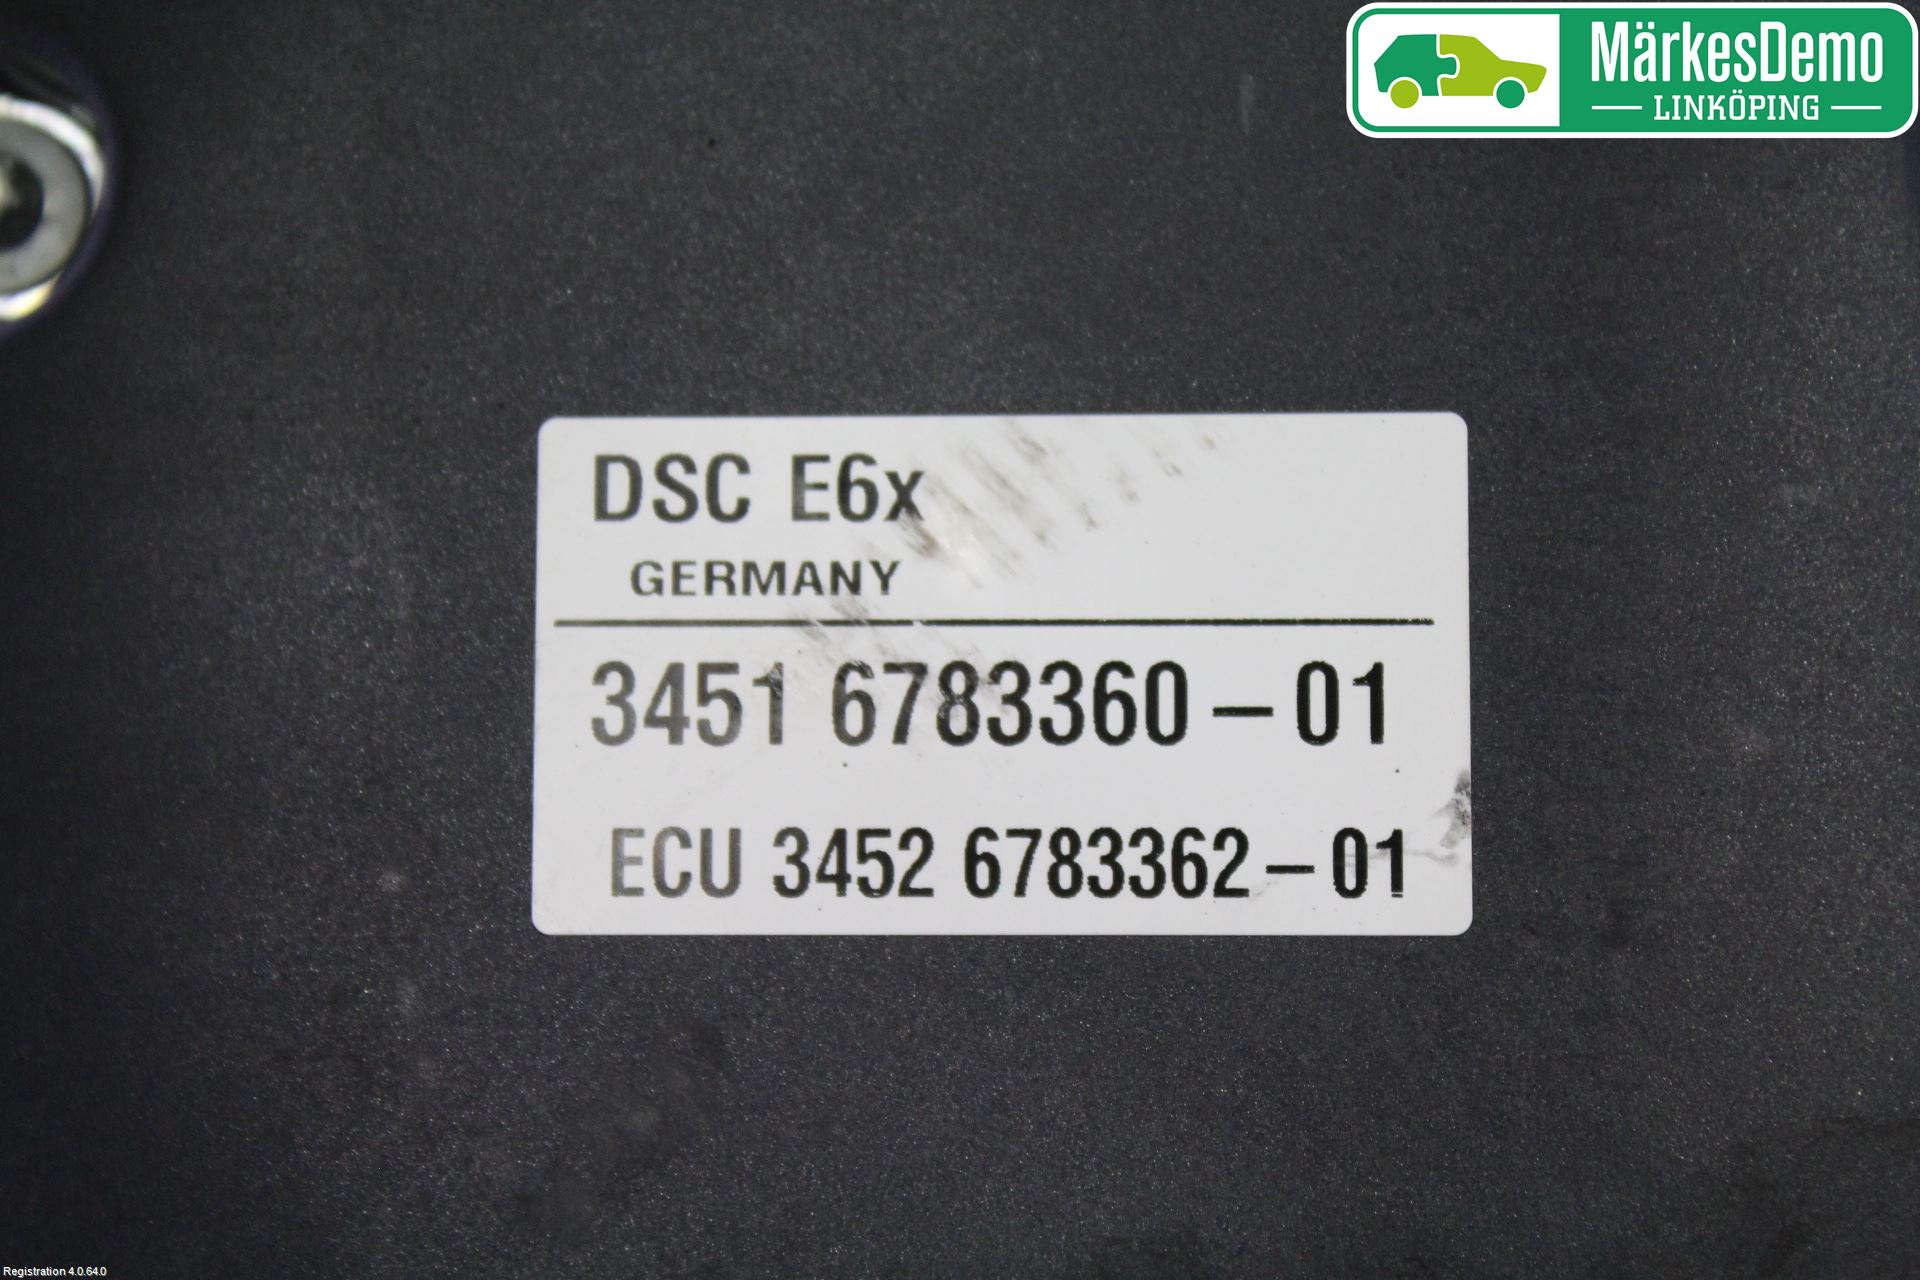 MärkesDemo
LINKÖPING
DSC E6x
GERMANY
3451 6783360-01
ECU 3452 6783362-01
Registration 4.0.64.0